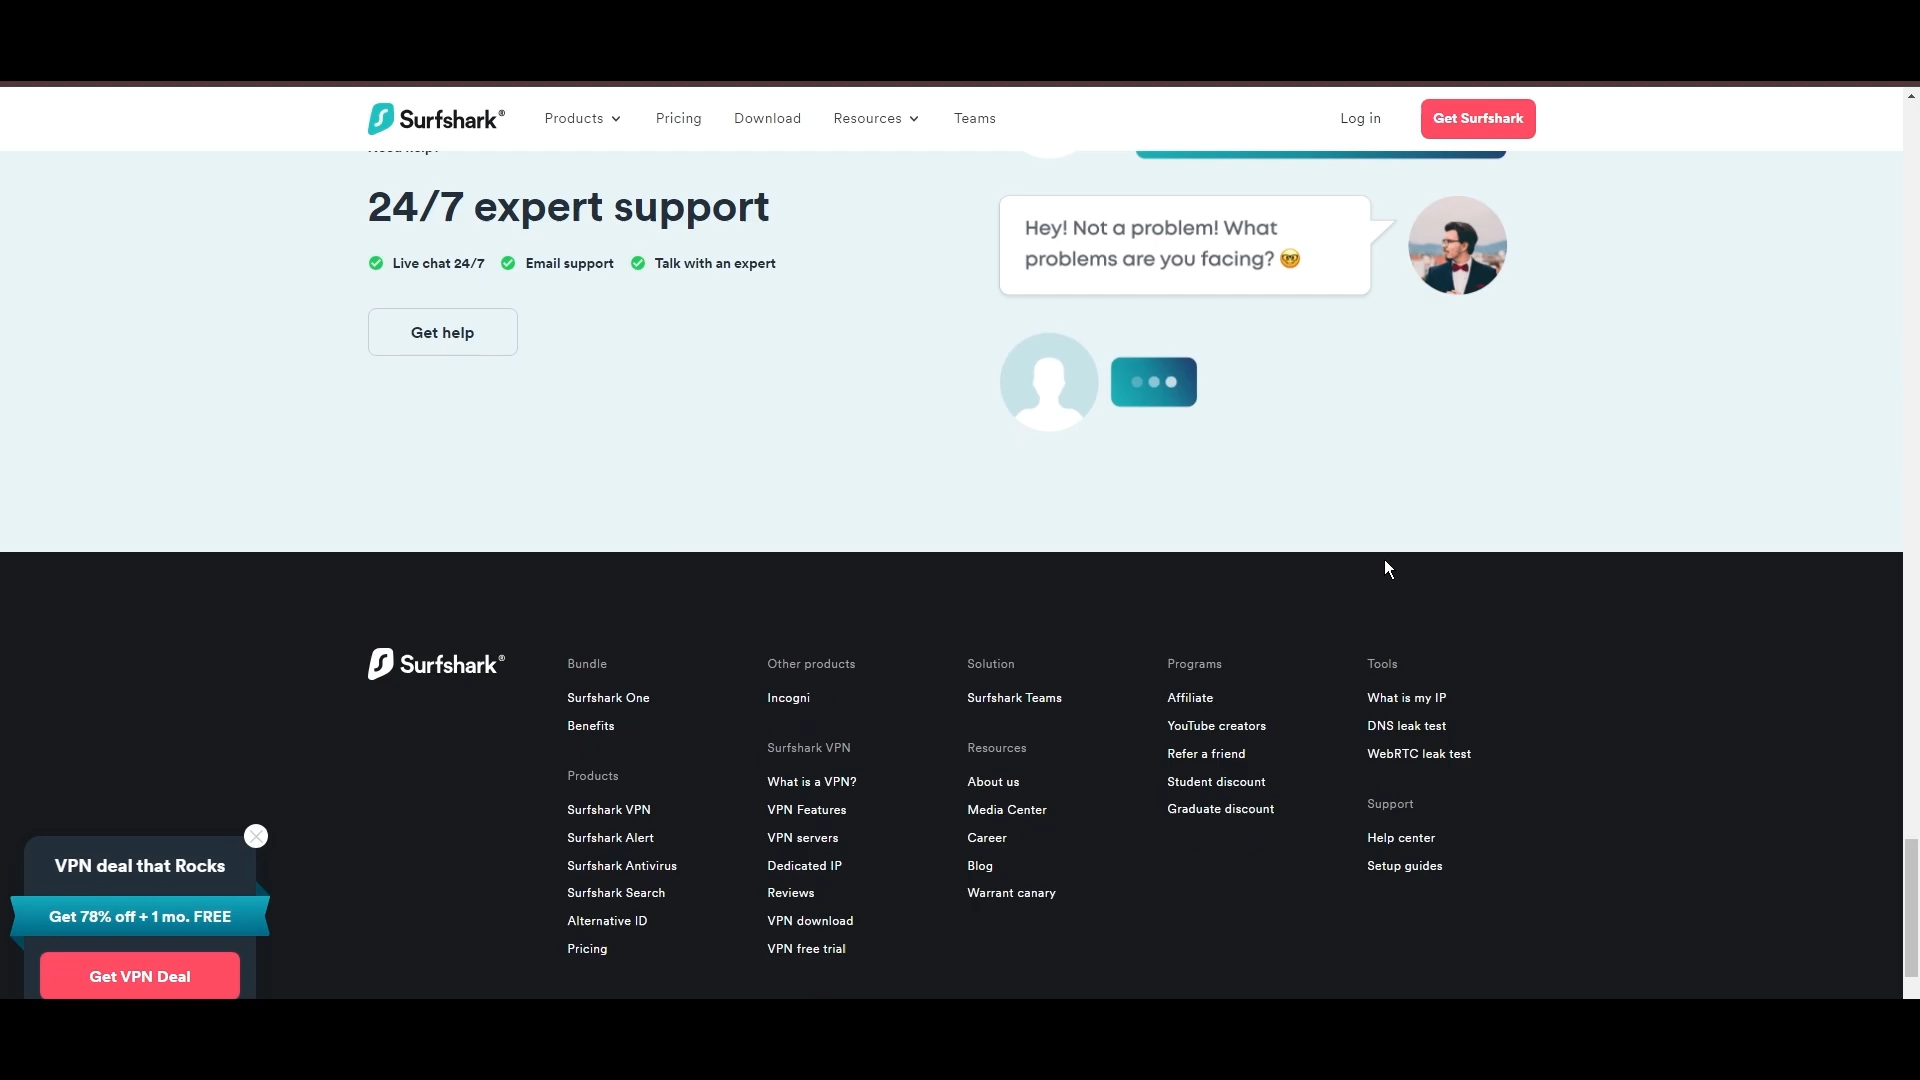 Surfshark®
Products
Pricing
Download
Resources
Teams
Log in
Get Surfshark
24/7 expert support
Live chat 24/7
Email support
Talk with an expert
Get help
Hey! Not a problem! What
problems are you facing? 🤓
Surfshark®
Bundle
Surfshark One
Benefits
Products
Surfshark VPN
Surfshark Alert
Surfshark Antivirus
Surfshark Search
Alternative ID
Pricing
Other products
Incogni
Surfshark VPN
What is a VPN?
VPN Features
VPN servers
Dedicated IP
Reviews
VPN download
VPN free trial
Solution
Surfshark Teams
Resources
About us
Media Center
Career
Blog
Warrant canary
Programs
Affiliate
YouTube creators
Refer a friend
Student discount
Graduate discount
Tools
What is my IP
DNS leak test
WebRTC leak test
Support
Help center
Setup guides
VPN deal that Rocks
Get 78% off + 1 mo. FREE
Get VPN Deal